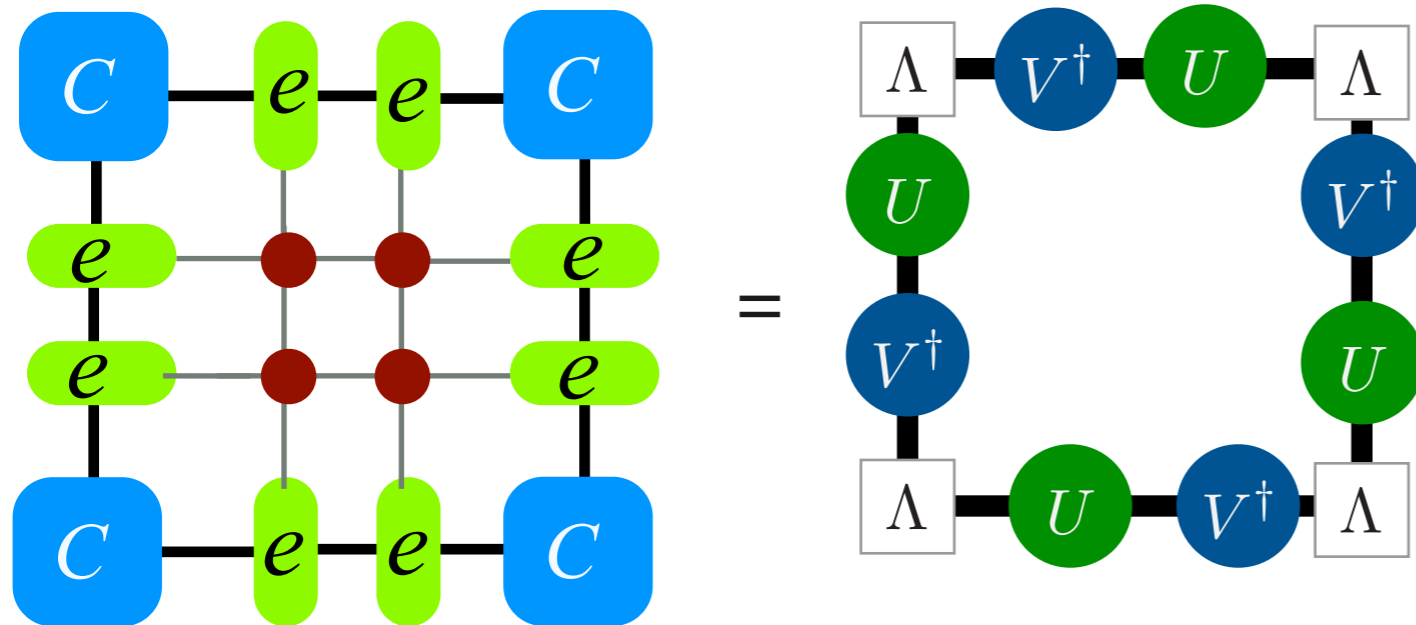 C e e C
e e
e e
C e e C
=
Λ V† U Λ
U V†
V† U
Λ U V† Λ